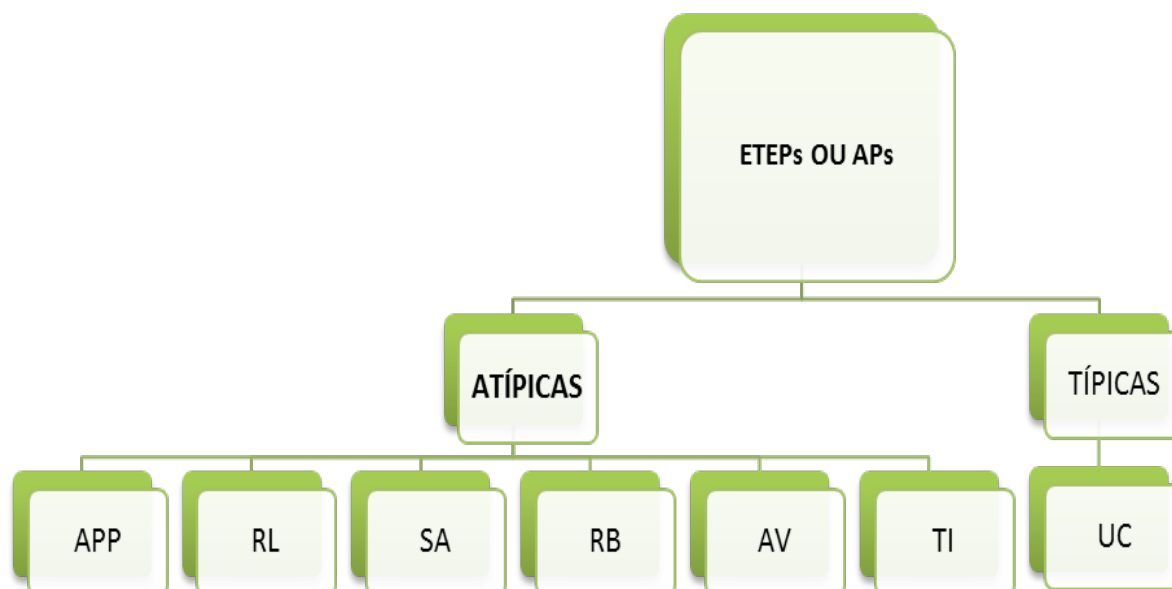 ETEPs OU APs
ATÍPICAS
TÍPICAS
APP
RL
SA
RB
AV
TI
UC